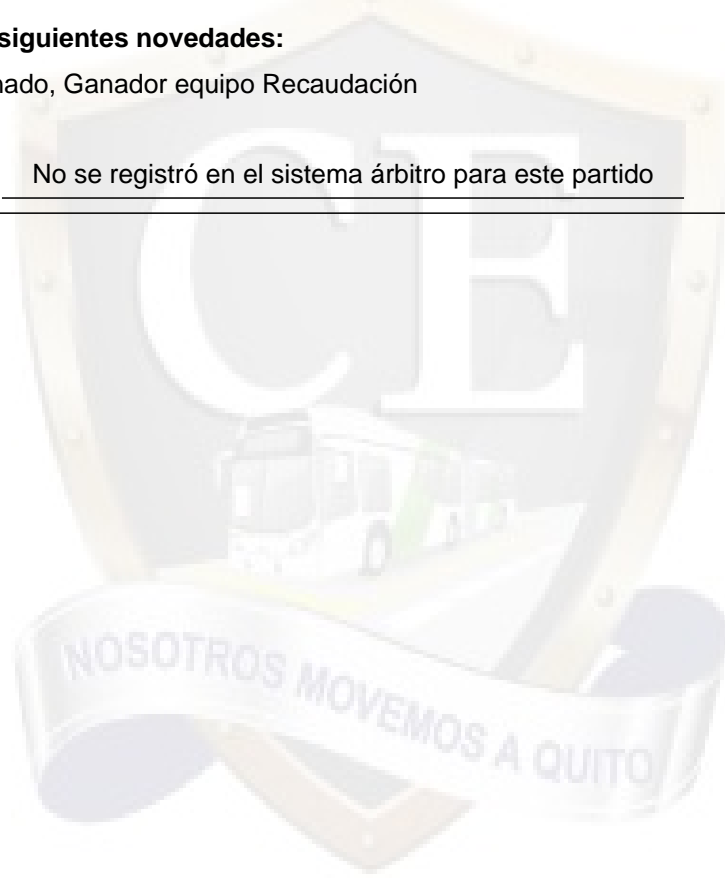 siguientes novedades:
nado, Ganador equipo Recaudación
No se registró en el sistema árbitro para este partido
CE
NOSOTROS MOVEMOS A QUITO